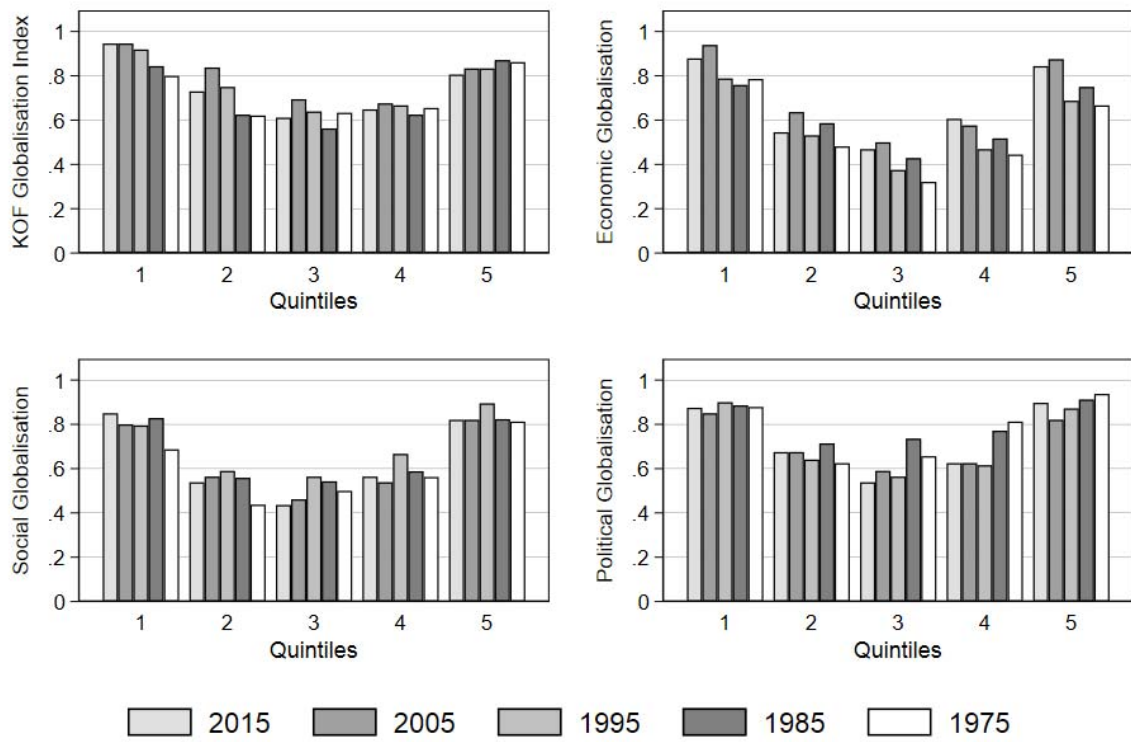 KOF Globalisation Index
1
.8
.6
.4
.2
0
1 2 3 4 5
Quintiles
Economic Globalisation
1
.8
.6
.4
.2
0
1 2 3 4 5
Quintiles
Social Globalisation
1
.8
.6
.4
.2
0
1 2 3 4 5
Quintiles
Political Globalisation
1
.8
.6
.4
.2
0
1 2 3 4 5
Quintiles
2015 2005 1995 1985 1975